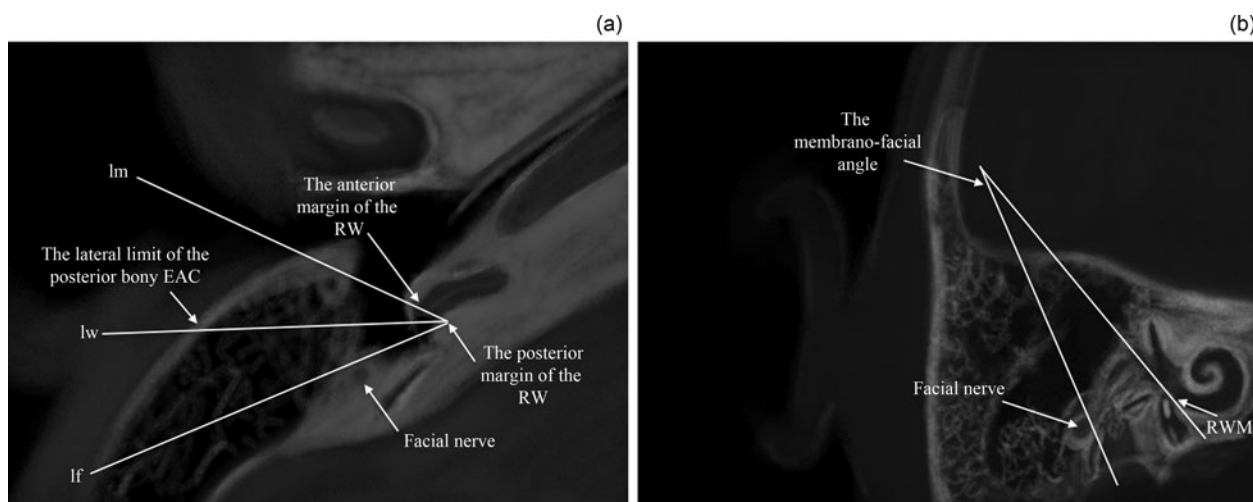 (a)
lm
The anterior
margin of the
RW
The lateral limit of the
posterior bony EAC
lw
The posterior
margin of the
RW
Facial nerve
lf
(b)
The
membrano-facial
angle
Facial nerve
RWM